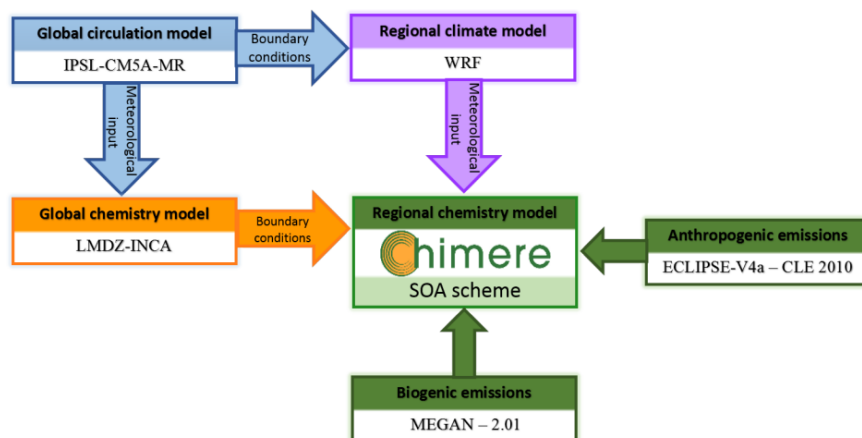 Global circulation model
IPSL-CM5A-MR
Boundary
conditions
Regional climate model
WRF
Meteorological
input
Meteorological
input
Global chemistry model
LMDZ-INCA
Boundary
conditions
Regional chemistry model
Chimere
SOA scheme
Anthropogenic emissions
ECLIPSE-V4a – CLE 2010
Biogenic emissions
MEGAN – 2.01